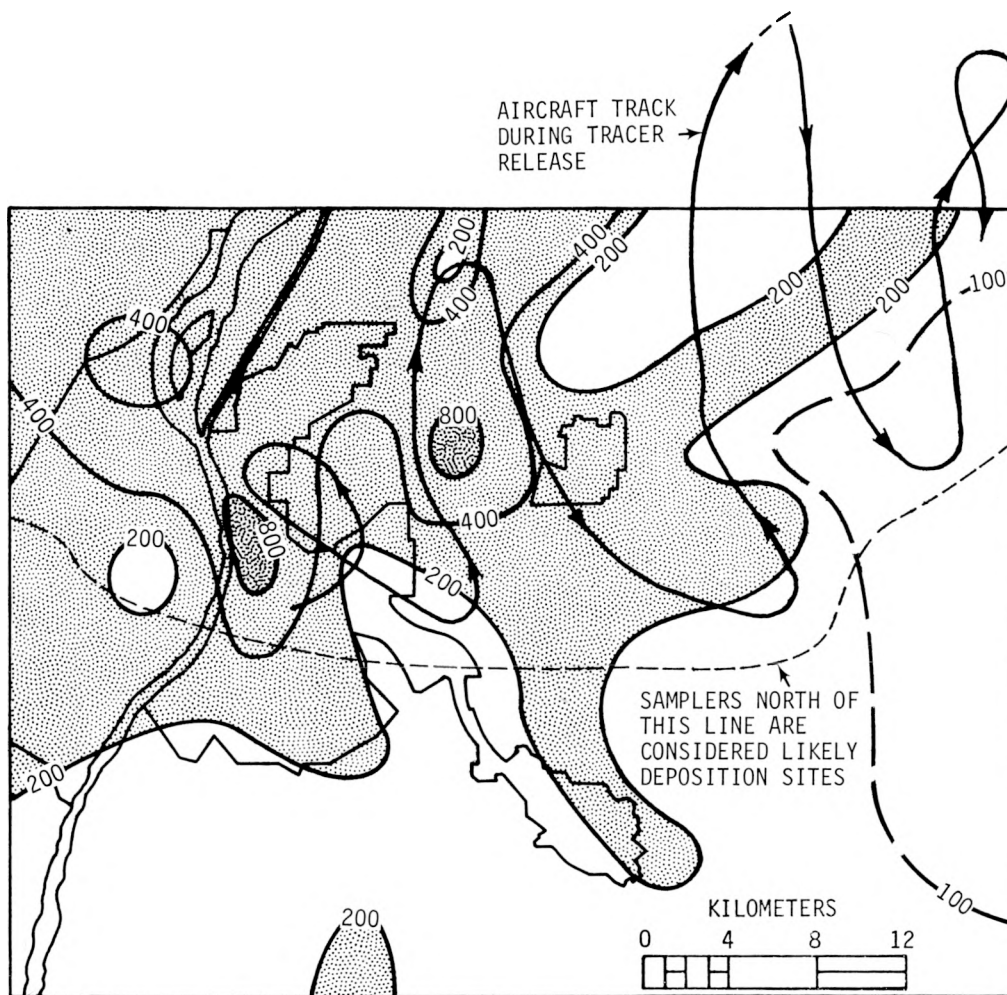 AIRCRAFT TRACK
DURING TRACER
RELEASE
200
400
400
200
400
200
200
100
400
400
800
400
800
200
200
SAMPLERS NORTH OF
THIS LINE ARE
CONSIDERED LIKELY
DEPOSITION SITES
200
100
200
KILOMETERS
0 4 8 12